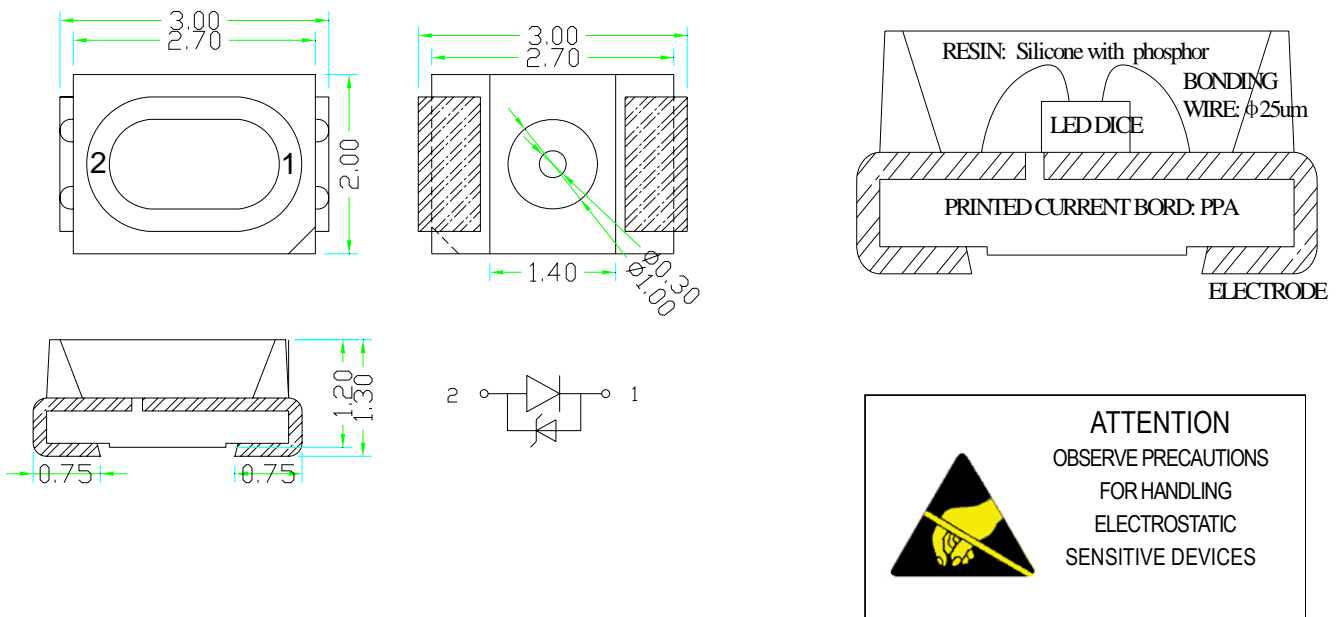 3.00
2.70
2
1
2.00
3.00
2.70
1.40
ϕ0.30
ϕ1.00
RESIN: Silicone with phosphor
BONDING
WIRE: ϕ25um
LED DICE
PRINTED CURRENT BORD: PPA
ELECTRODE
1.20
1.30
0.75
0.75
2
1
ATTENTION
OBSERVE PRECAUTIONS
FOR HANDLING
ELECTROSTATIC
SENSITIVE DEVICES